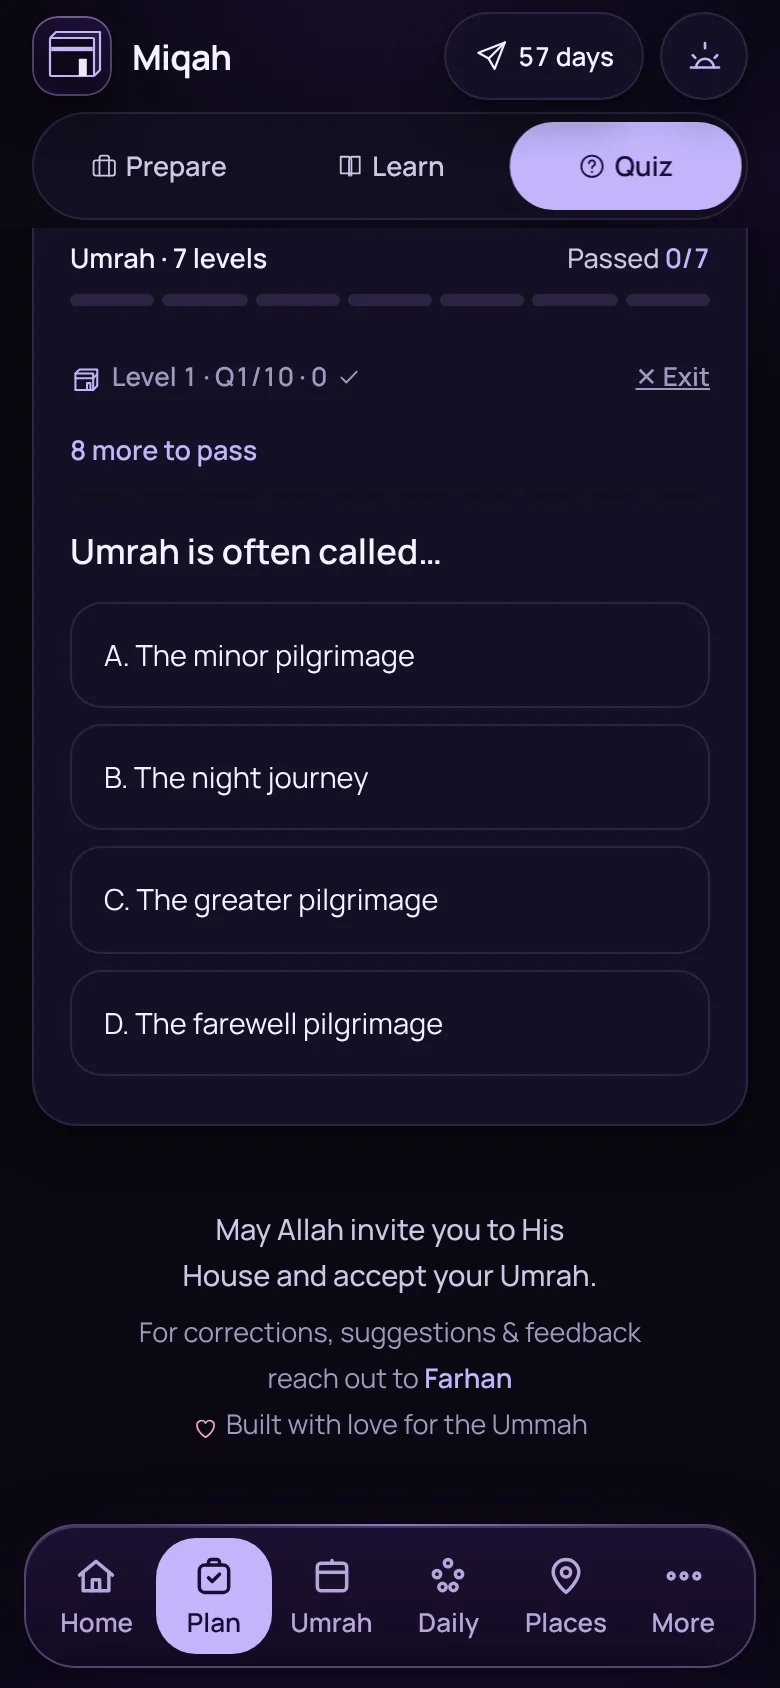 Miqah
57 days
Prepare
Learn
Quiz
Umrah · 7 levels
Passed 0/7
Level 1 · Q1/10 · 0 ✓
✕ Exit
8 more to pass
Umrah is often called…
A. The minor pilgrimage
B. The night journey
C. The greater pilgrimage
D. The farewell pilgrimage
May Allah invite you to His
House and accept your Umrah.
For corrections, suggestions & feedback
reach out to Farhan
♡ Built with love for the Ummah
Home
Plan
Umrah
Daily
Places
More